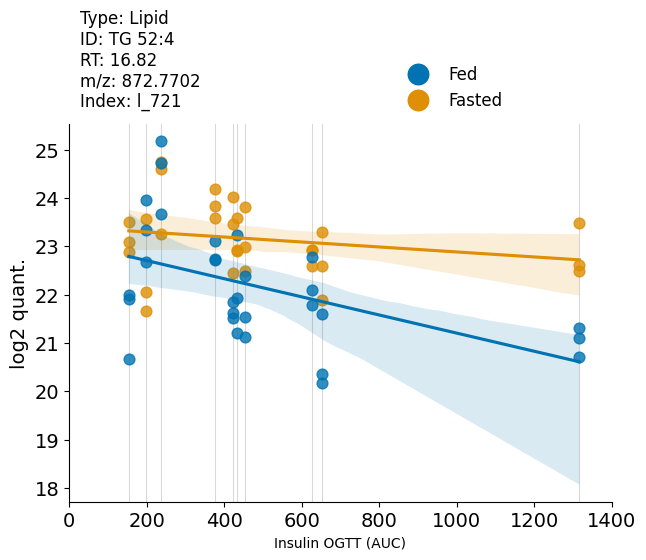 Type: Lipid
ID: TG 52:4
RT: 16.82
m/z: 872.7702
Index: l_721
Fed
Fasted
25
24
23
22
21
20
19
18
log2 quant.
0 200 400 600 800 1000 1200 1400
Insulin OGTT (AUC)